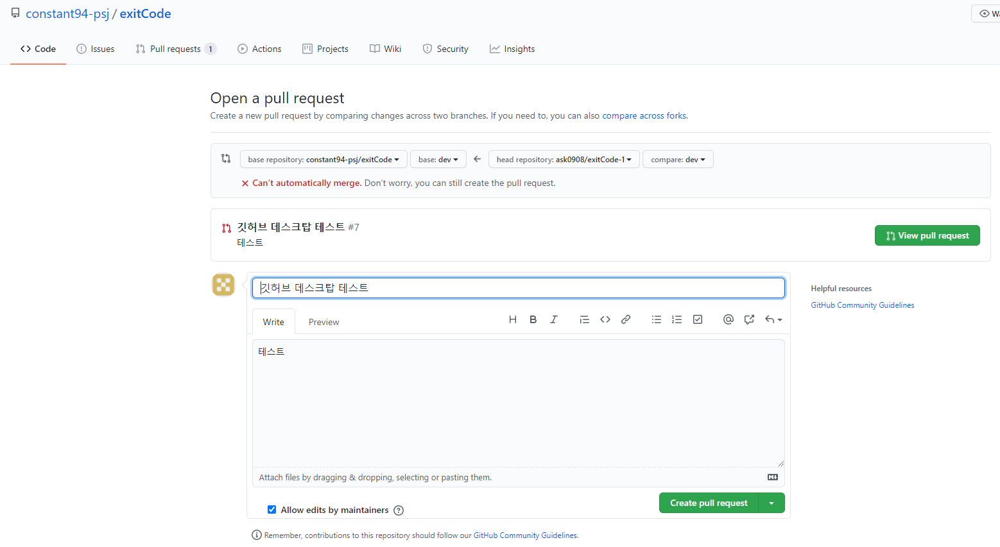 constant94-psj / exitCode
Code Issues Pull requests 1 Actions Projects Wiki Security Insights
Open a pull request
Create a new pull request by comparing changes across two branches. If you need to, you can also compare across forks.
base repository: constant94-psj/exitCode base: dev head repository: ask0908/exitCode-1 compare: dev
Can't automatically merge. Don't worry, you can still create the pull request.
깃허브 데스크탑 테스트 #7
테스트
View pull request
깃허브 데스크탑 테스트
Helpful resources
GitHub Community Guidelines
Write Preview
테스트
Attach files by dragging & dropping, selecting or pasting them.
Allow edits by maintainers
Create pull request
Remember, contributions to this repository should follow our GitHub Community Guidelines.